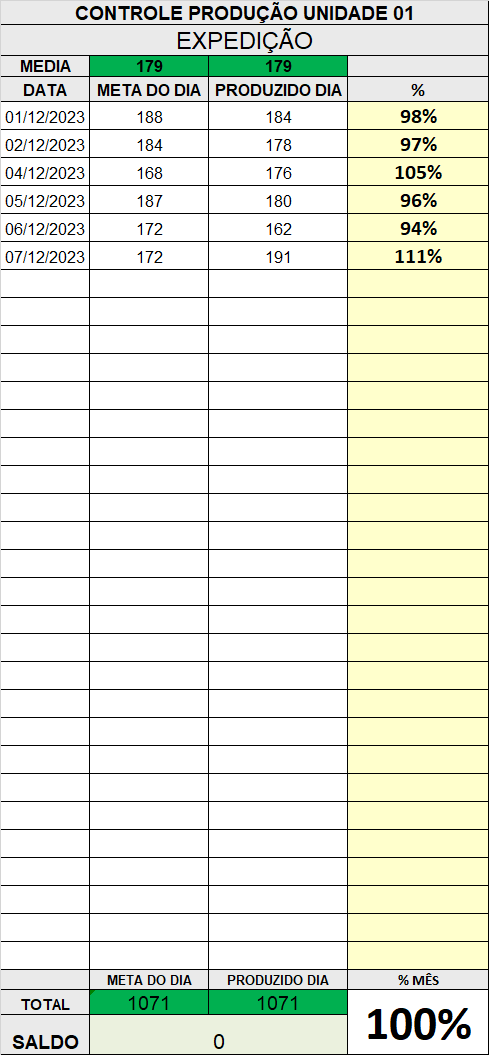 CONTROLE PRODUÇÃO UNIDADE 01
EXPEDIÇÃO
MEDIA 179 179
DATA META DO DIA PRODUZIDO DIA %
01/12/2023 188 184 98%
02/12/2023 184 178 97%
04/12/2023 168 176 105%
05/12/2023 187 180 96%
06/12/2023 172 162 94%
07/12/2023 172 191 111%
META DO DIA PRODUZIDO DIA % MÊS
TOTAL 1071 1071 100%
SALDO 0